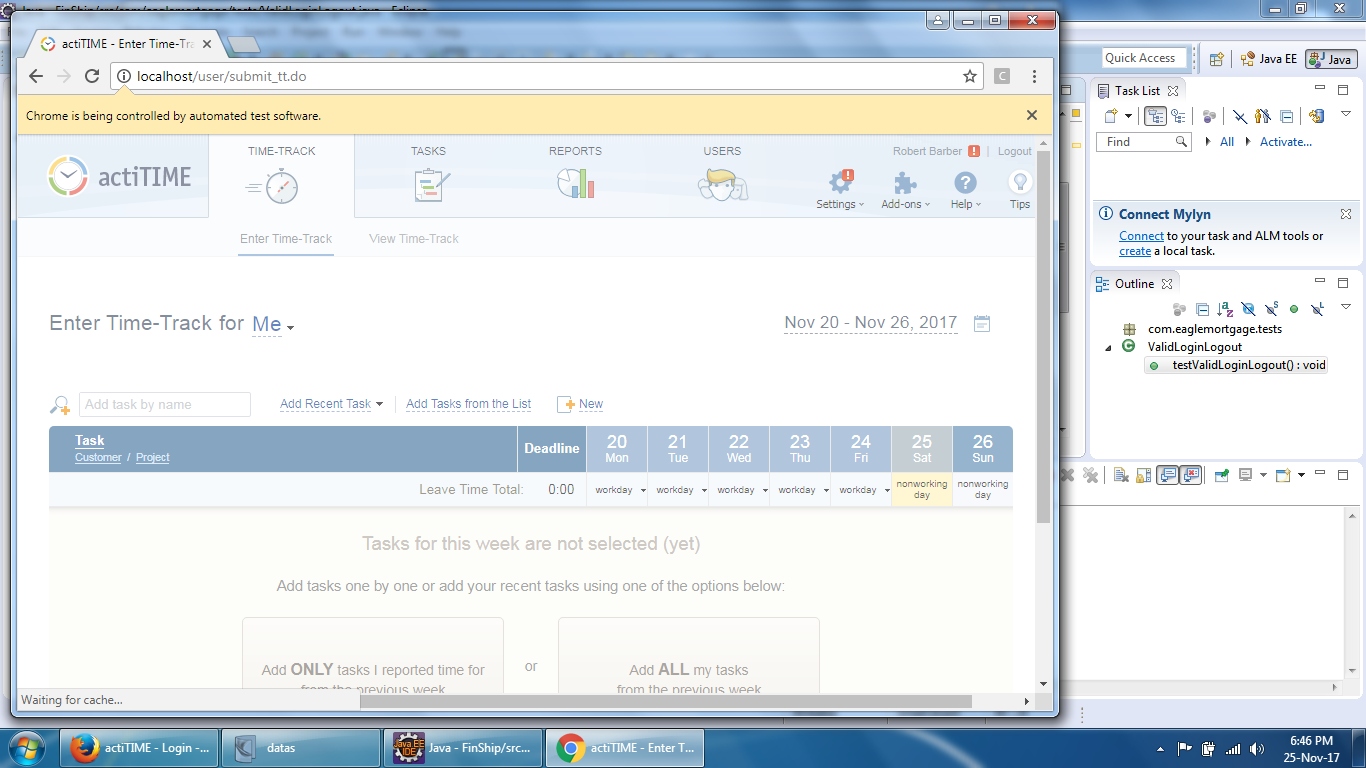 Java - FinShip/src/com/eaglemortgage/tests/ValidLoginLogout.java - Eclipse
actiTIME - Enter Time-Tra
localhost/user/submit_tt.do
C
Chrome is being controlled by automated test software.
actiTIME
TIME-TRACK
TASKS
REPORTS
USERS
Robert Barber
Logout
Settings
Add-ons
Help
Tips
Enter Time-Track
View Time-Track
Enter Time-Track for Me
Nov 20 - Nov 26, 2017
Add task by name
Add Recent Task
Add Tasks from the List
New
Task
Customer / Project
Deadline
20 Mon
21 Tue
22 Wed
23 Thu
24 Fri
25 Sat
26 Sun
Leave Time Total: 0:00
workday
workday
workday
workday
workday
nonworking
day
nonworking
day
Tasks for this week are not selected (yet)
Add tasks one by one or add your recent tasks using one of the options below:
Add ONLY tasks I reported time for
from the previous week
or
Add ALL my tasks
from the previous week
Waiting for cache...
Quick Access
Java EE
Java
Task List
Find
All
Activate...
Connect Mylyn
Connect to your task and ALM tools or
create a local task.
Outline
com.eaglemortgage.tests
ValidLoginLogout
testValidLoginLogout() : void
actiTIME - Login -...
datas
Java - FinShip/src...
actiTIME - Enter T...
6:46 PM
25-Nov-17